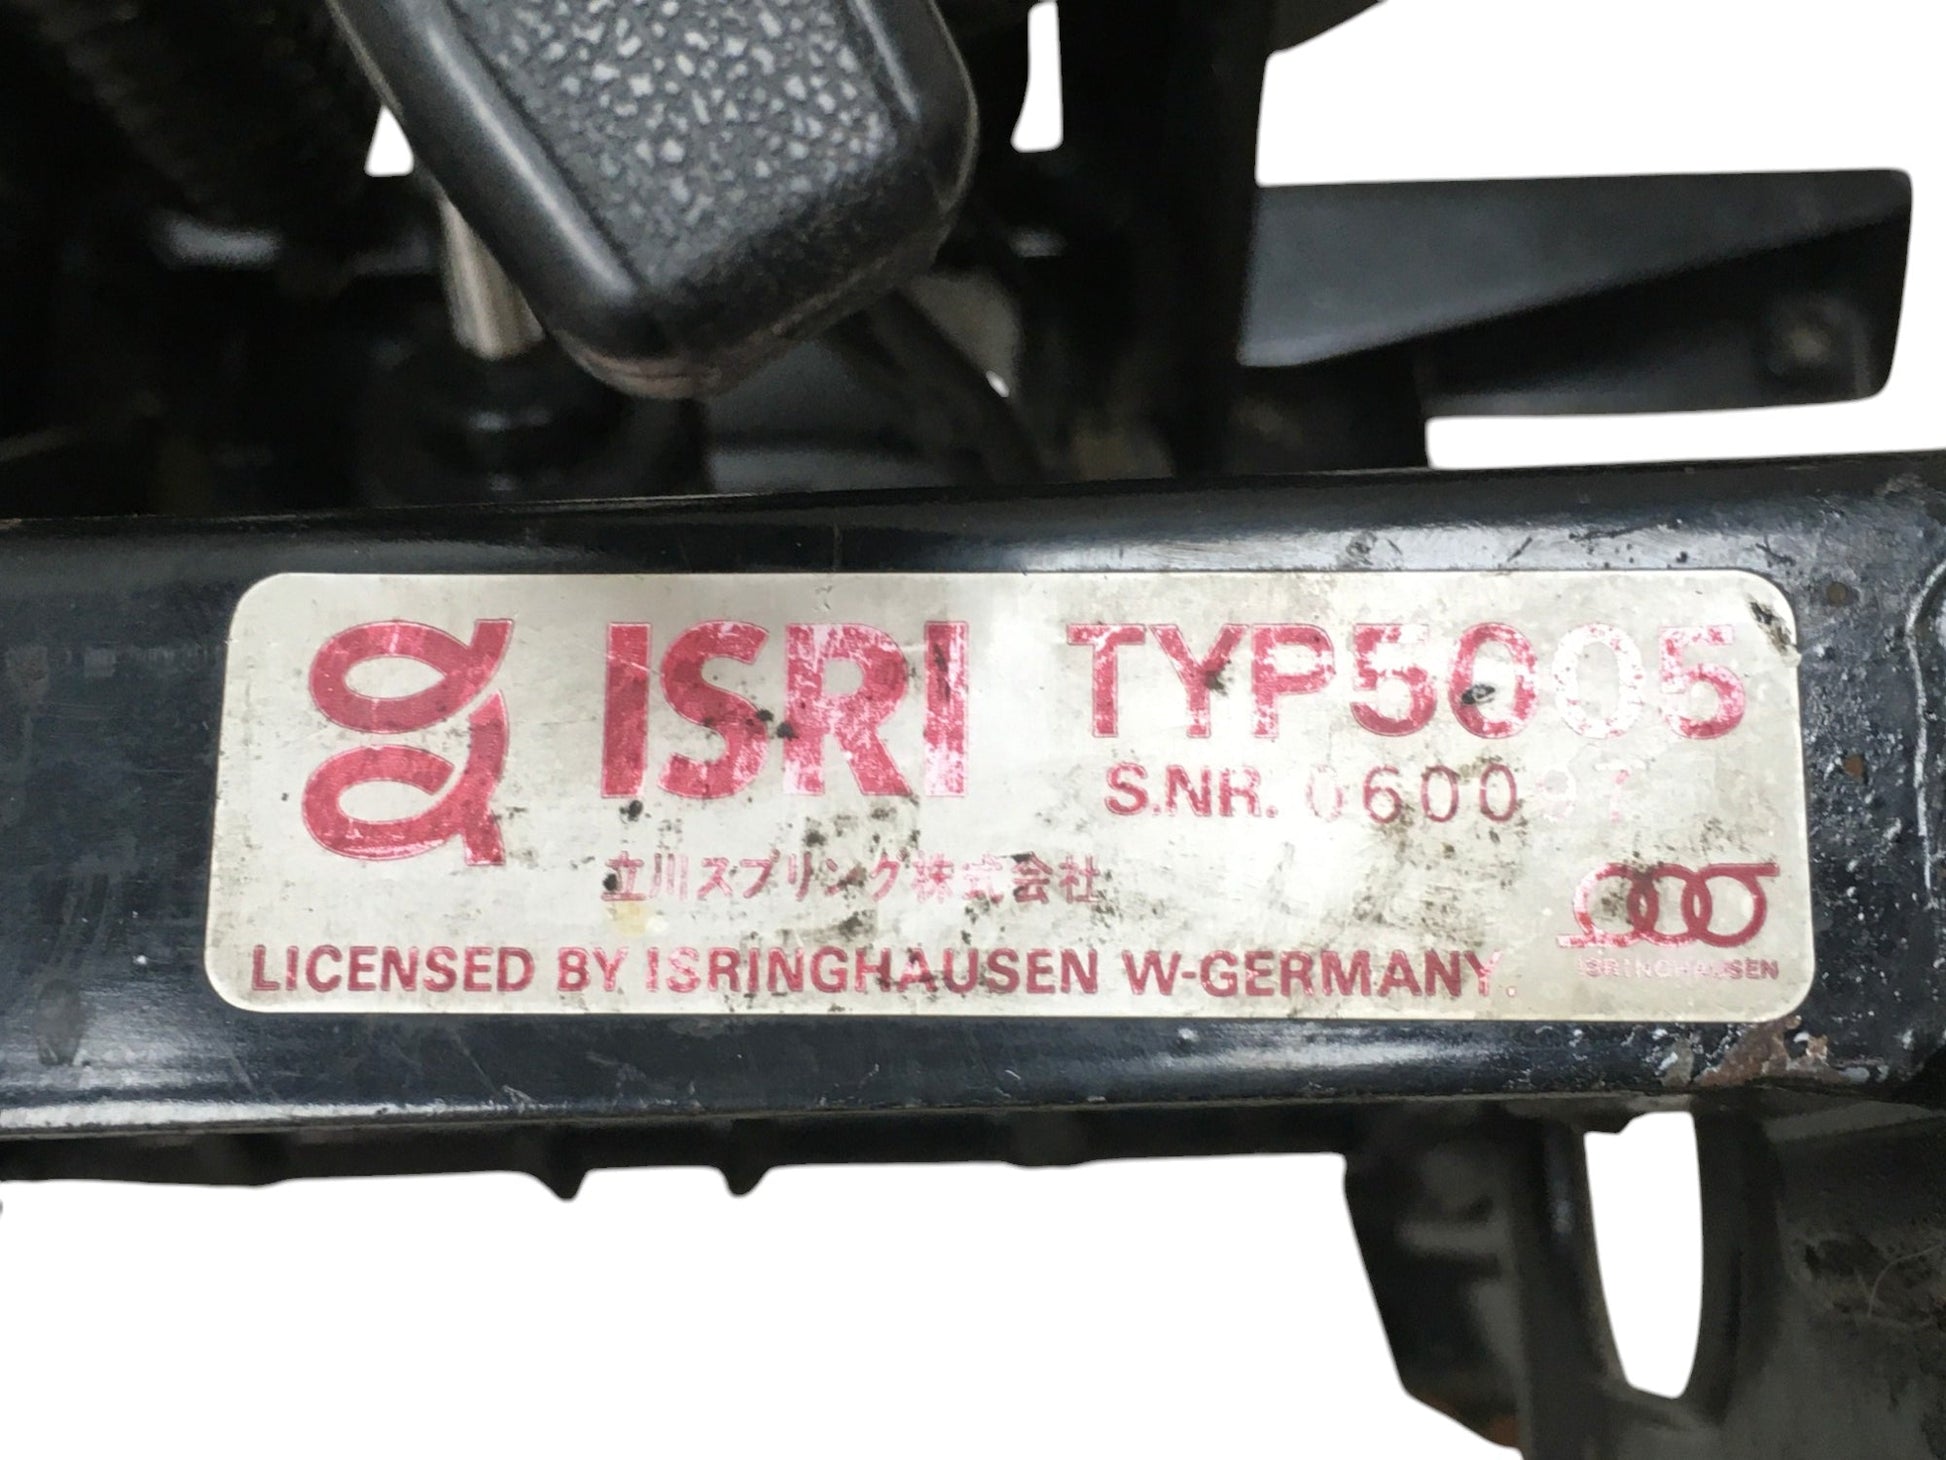 ISRI TYP5005
S.NR. 060097
立川スプリング株式会社
LICENSED BY ISRINGHAUSEN W-GERMANY.
ISRINGHAUSEN